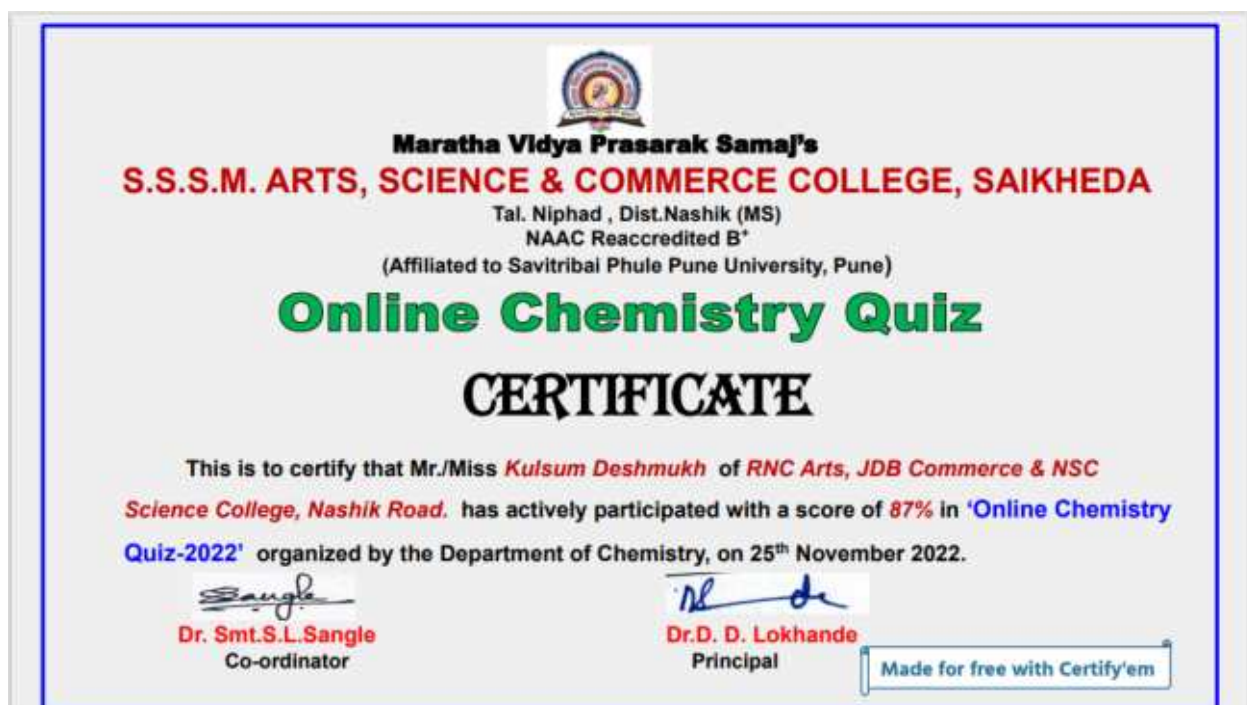 Maratha Vidya Prasarak Samaj's
S.S.S.M. ARTS, SCIENCE & COMMERCE COLLEGE, SAIKHEDA
Tal. Niphad , Dist.Nashik (MS)
NAAC Reaccredited B⁺
(Affiliated to Savitribai Phule Pune University, Pune)
Online Chemistry Quiz
CERTIFICATE
This is to certify that Mr./Miss Kulsum Deshmukh of RNC Arts, JDB Commerce & NSC
Science College, Nashik Road. has actively participated with a score of 87% in ‘Online Chemistry
Quiz-2022’ organized by the Department of Chemistry, on 25th November 2022.
Sangle
Dr. Smt.S.L.Sangle
Co-ordinator
Dr.D. D. Lokhande
Principal
Made for free with Certify'em